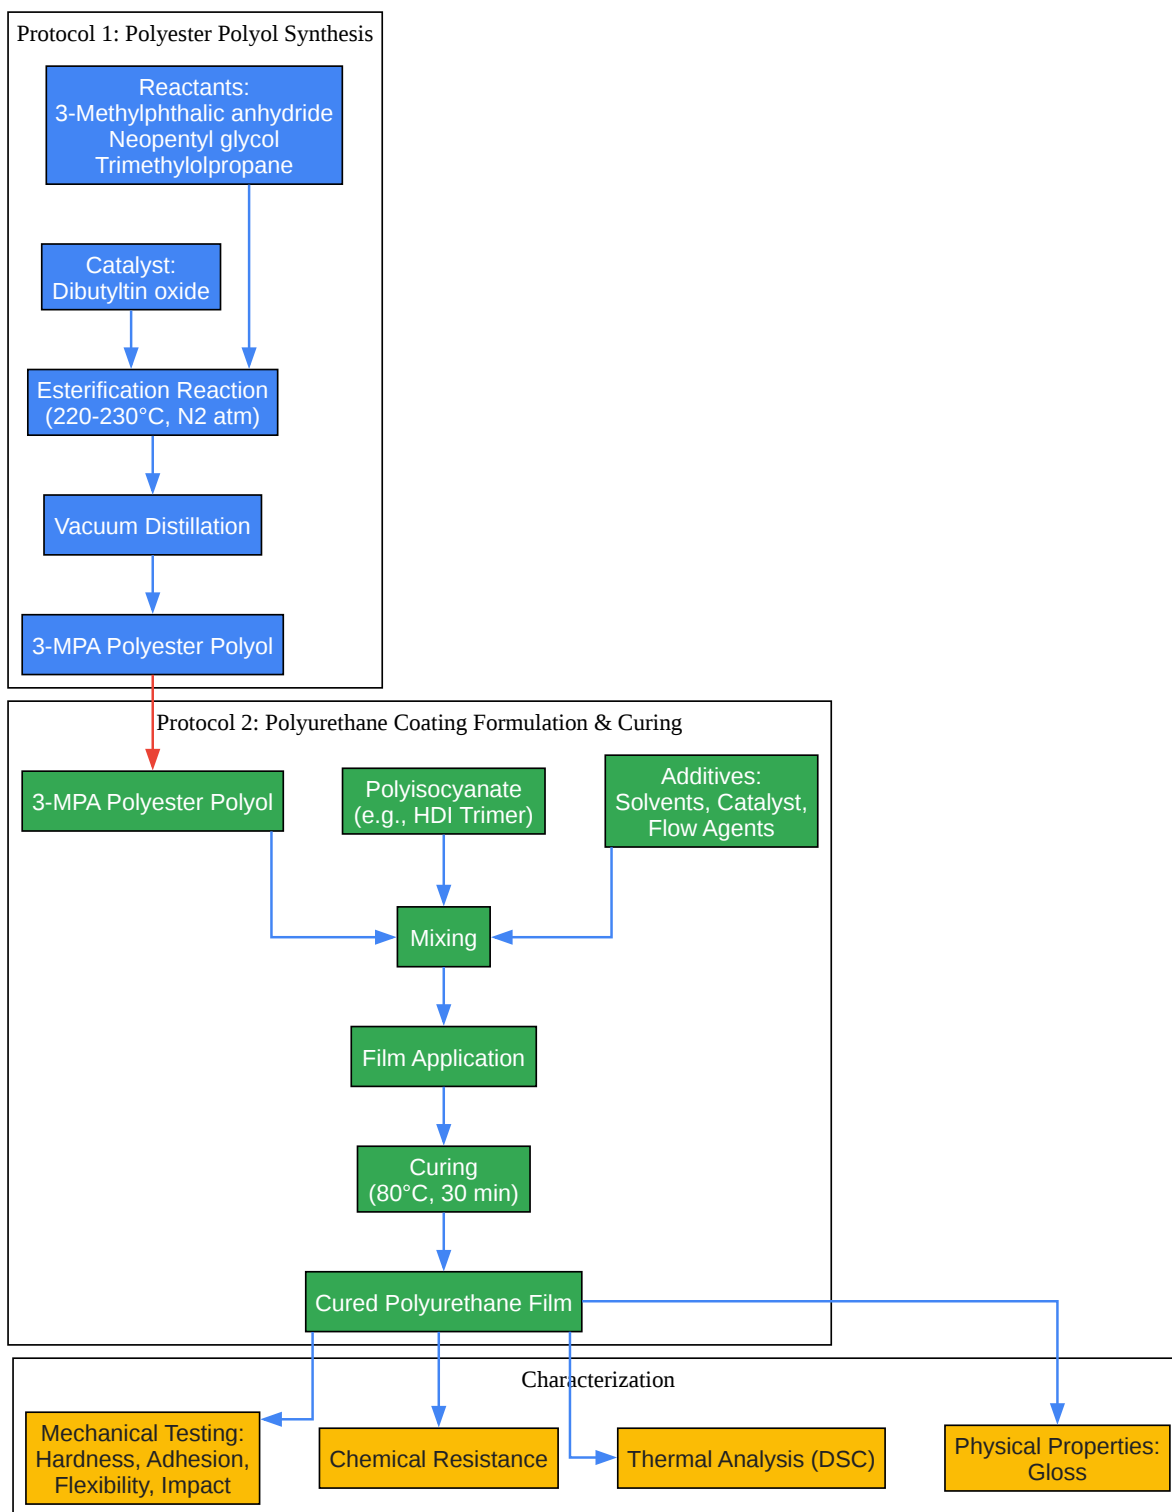 Protocol 1: Polyester Polyol Synthesis
Reactants:
3-Methylphthalic anhydride
Neopentyl glycol
Trimethylolpropane
Catalyst:
Dibutyltin oxide
Esterification Reaction
(220-230°C, N2 atm)
Vacuum Distillation
3-MPA Polyester Polyol
Protocol 2: Polyurethane Coating Formulation & Curing
3-MPA Polyester Polyol
Polyisocyanate
(e.g., HDI Trimer)
Additives:
Solvents, Catalyst,
Flow Agents
Mixing
Film Application
Curing
(80°C, 30 min)
Cured Polyurethane Film
Characterization
Mechanical Testing:
Hardness, Adhesion,
Flexibility, Impact
Chemical Resistance
Thermal Analysis (DSC)
Physical Properties:
Gloss